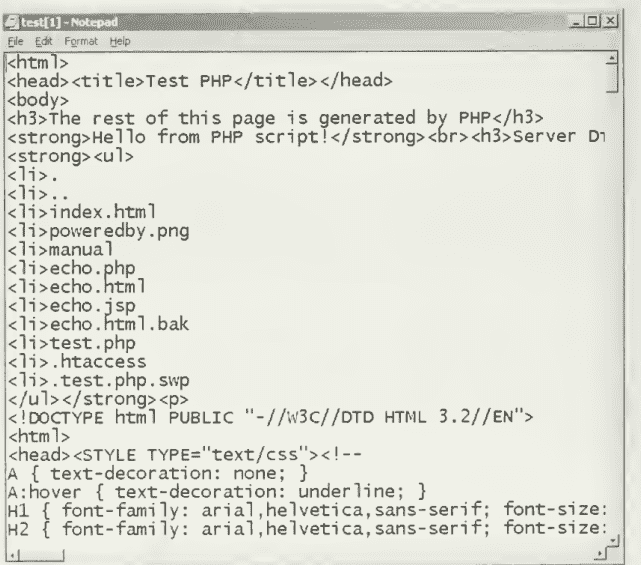 test[1] - Notepad
File Edit Format Help
<html>
<head><title>Test PHP</title></head>
<body>
<h3>The rest of this page is generated by PHP</h3>
<strong>Hello from PHP script!</strong><br><h3>Server Di
<strong><ul>
<li>.
<li>..
<li>index.html
<li>poweredby.png
<li>manual
<li>echo.php
<li>echo.html
<li>echo.jsp
<li>echo.html.bak
<li>test.php
<li>.htaccess
<li>.test.php.swp
</ul></strong><p>
<!DOCTYPE html PUBLIC "-//W3C//DTD HTML 3.2//EN">
<html>
<head><STYLE TYPE="text/css"><!--
A { text-decoration: none; }
A:hover { text-decoration: underline; }
H1 { font-family: arial,helvetica,sans-serif; font-size:
H2 { font-family: arial,helvetica,sans-serif; font-size: